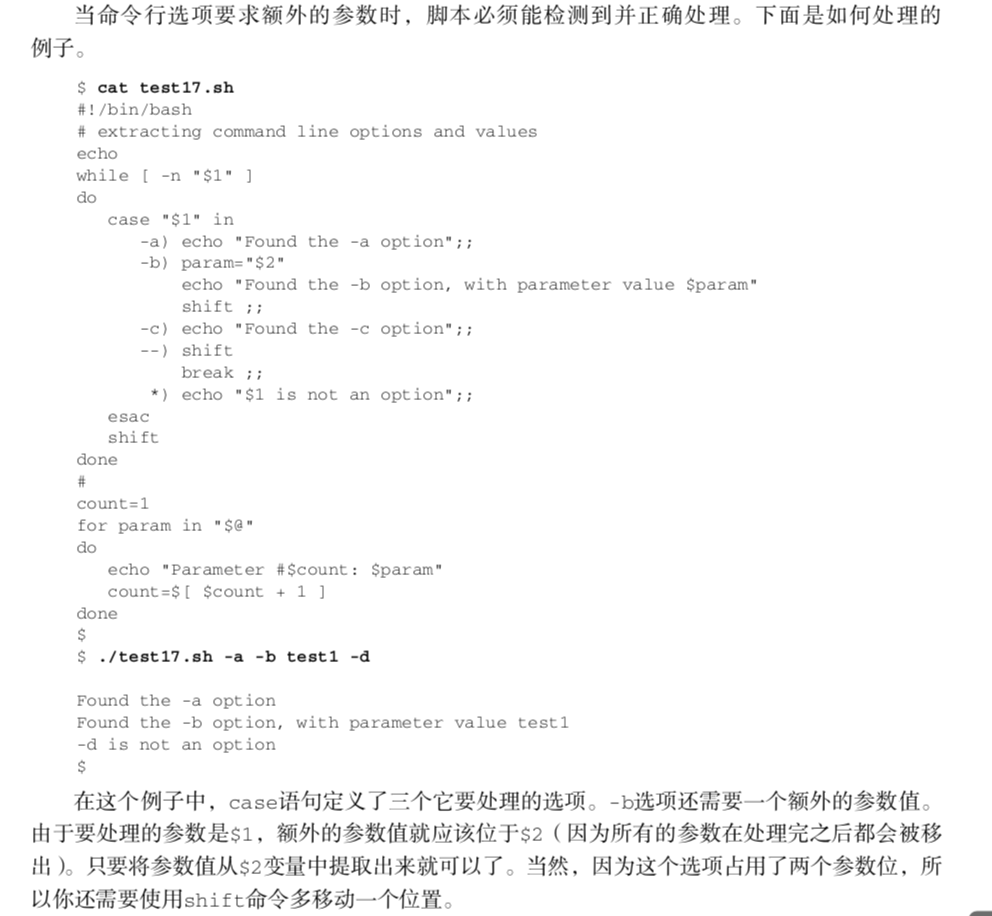 当命令行选项要求额外的参数时，脚本必须能检测到并正确处理。下面是如何处理的
例子。
$ cat test17.sh
#!/bin/bash
# extracting command line options and values
echo
while [ -n "$1" ]
do
   case "$1" in
      -a) echo "Found the -a option";;
      -b) param="$2"
          echo "Found the -b option, with parameter value $param"
          shift ;;
      -c) echo "Found the -c option";;
      --) shift
          break ;;
       *) echo "$1 is not an option";;
   esac
   shift
done
#
count=1
for param in "$@"
do
   echo "Parameter #$count: $param"
   count=$[ $count + 1 ]
done
$
$ ./test17.sh -a -b test1 -d
Found the -a option
Found the -b option, with parameter value test1
-d is not an option
$
在这个例子中，case语句定义了三个它要处理的选项。-b选项还需要一个额外的参数值。
由于要处理的参数是$1，额外的参数值就应该位于$2（因为所有的参数在处理完之后都会被移
出）。只要将参数值从$2变量中提取出来就可以了。当然，因为这个选项占用了两个参数位，所
以你还需要使用shift命令多移动一个位置。